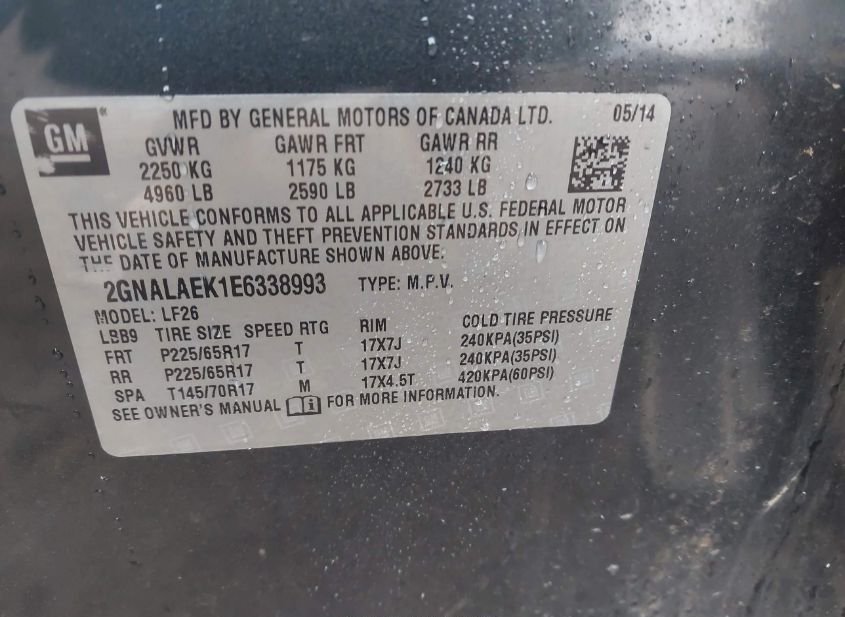 GM
MFD BY GENERAL MOTORS OF CANADA LTD. 05/14
GVWR GAWR FRT GAWR RR
2250 KG 1175 KG 1240 KG
4960 LB 2590 LB 2733 LB
THIS VEHICLE CONFORMS TO ALL APPLICABLE U.S. FEDERAL MOTOR
VEHICLE SAFETY AND THEFT PREVENTION STANDARDS IN EFFECT ON
THE DATE OF MANUFACTURE SHOWN ABOVE.
2GNALAEK1E6338993 TYPE: M.P.V.
MODEL: LF26
LBB9 TIRE SIZE SPEED RTG RIM COLD TIRE PRESSURE
FRT P225/65R17 T 17X7J 240KPA(35PSI)
RR P225/65R17 T 17X7J 240KPA(35PSI)
SPA T145/70R17 M 17X4.5T 420KPA(60PSI)
SEE OWNER'S MANUAL i FOR MORE INFORMATION.